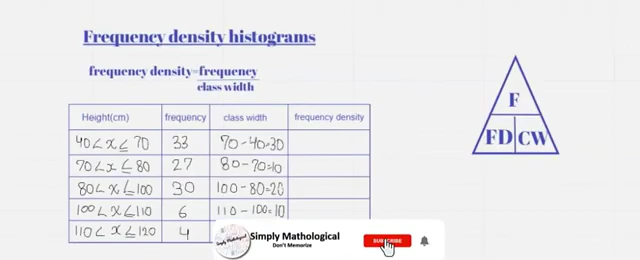 Frequency density histograms
frequency density=frequency
class width
Height(cm) frequency class width frequency density
40 < x ≤ 70 33 70 - 40=30
70 < x ≤ 80 27 80 - 70=10
80 < x ≤ 100 30 100 - 80=20
100 < x ≤ 110 6 110 - 100=10
110 < x ≤ 120 4
F
FD CW
Simply Mathological
Don't Memorize
SUBSCRIBE